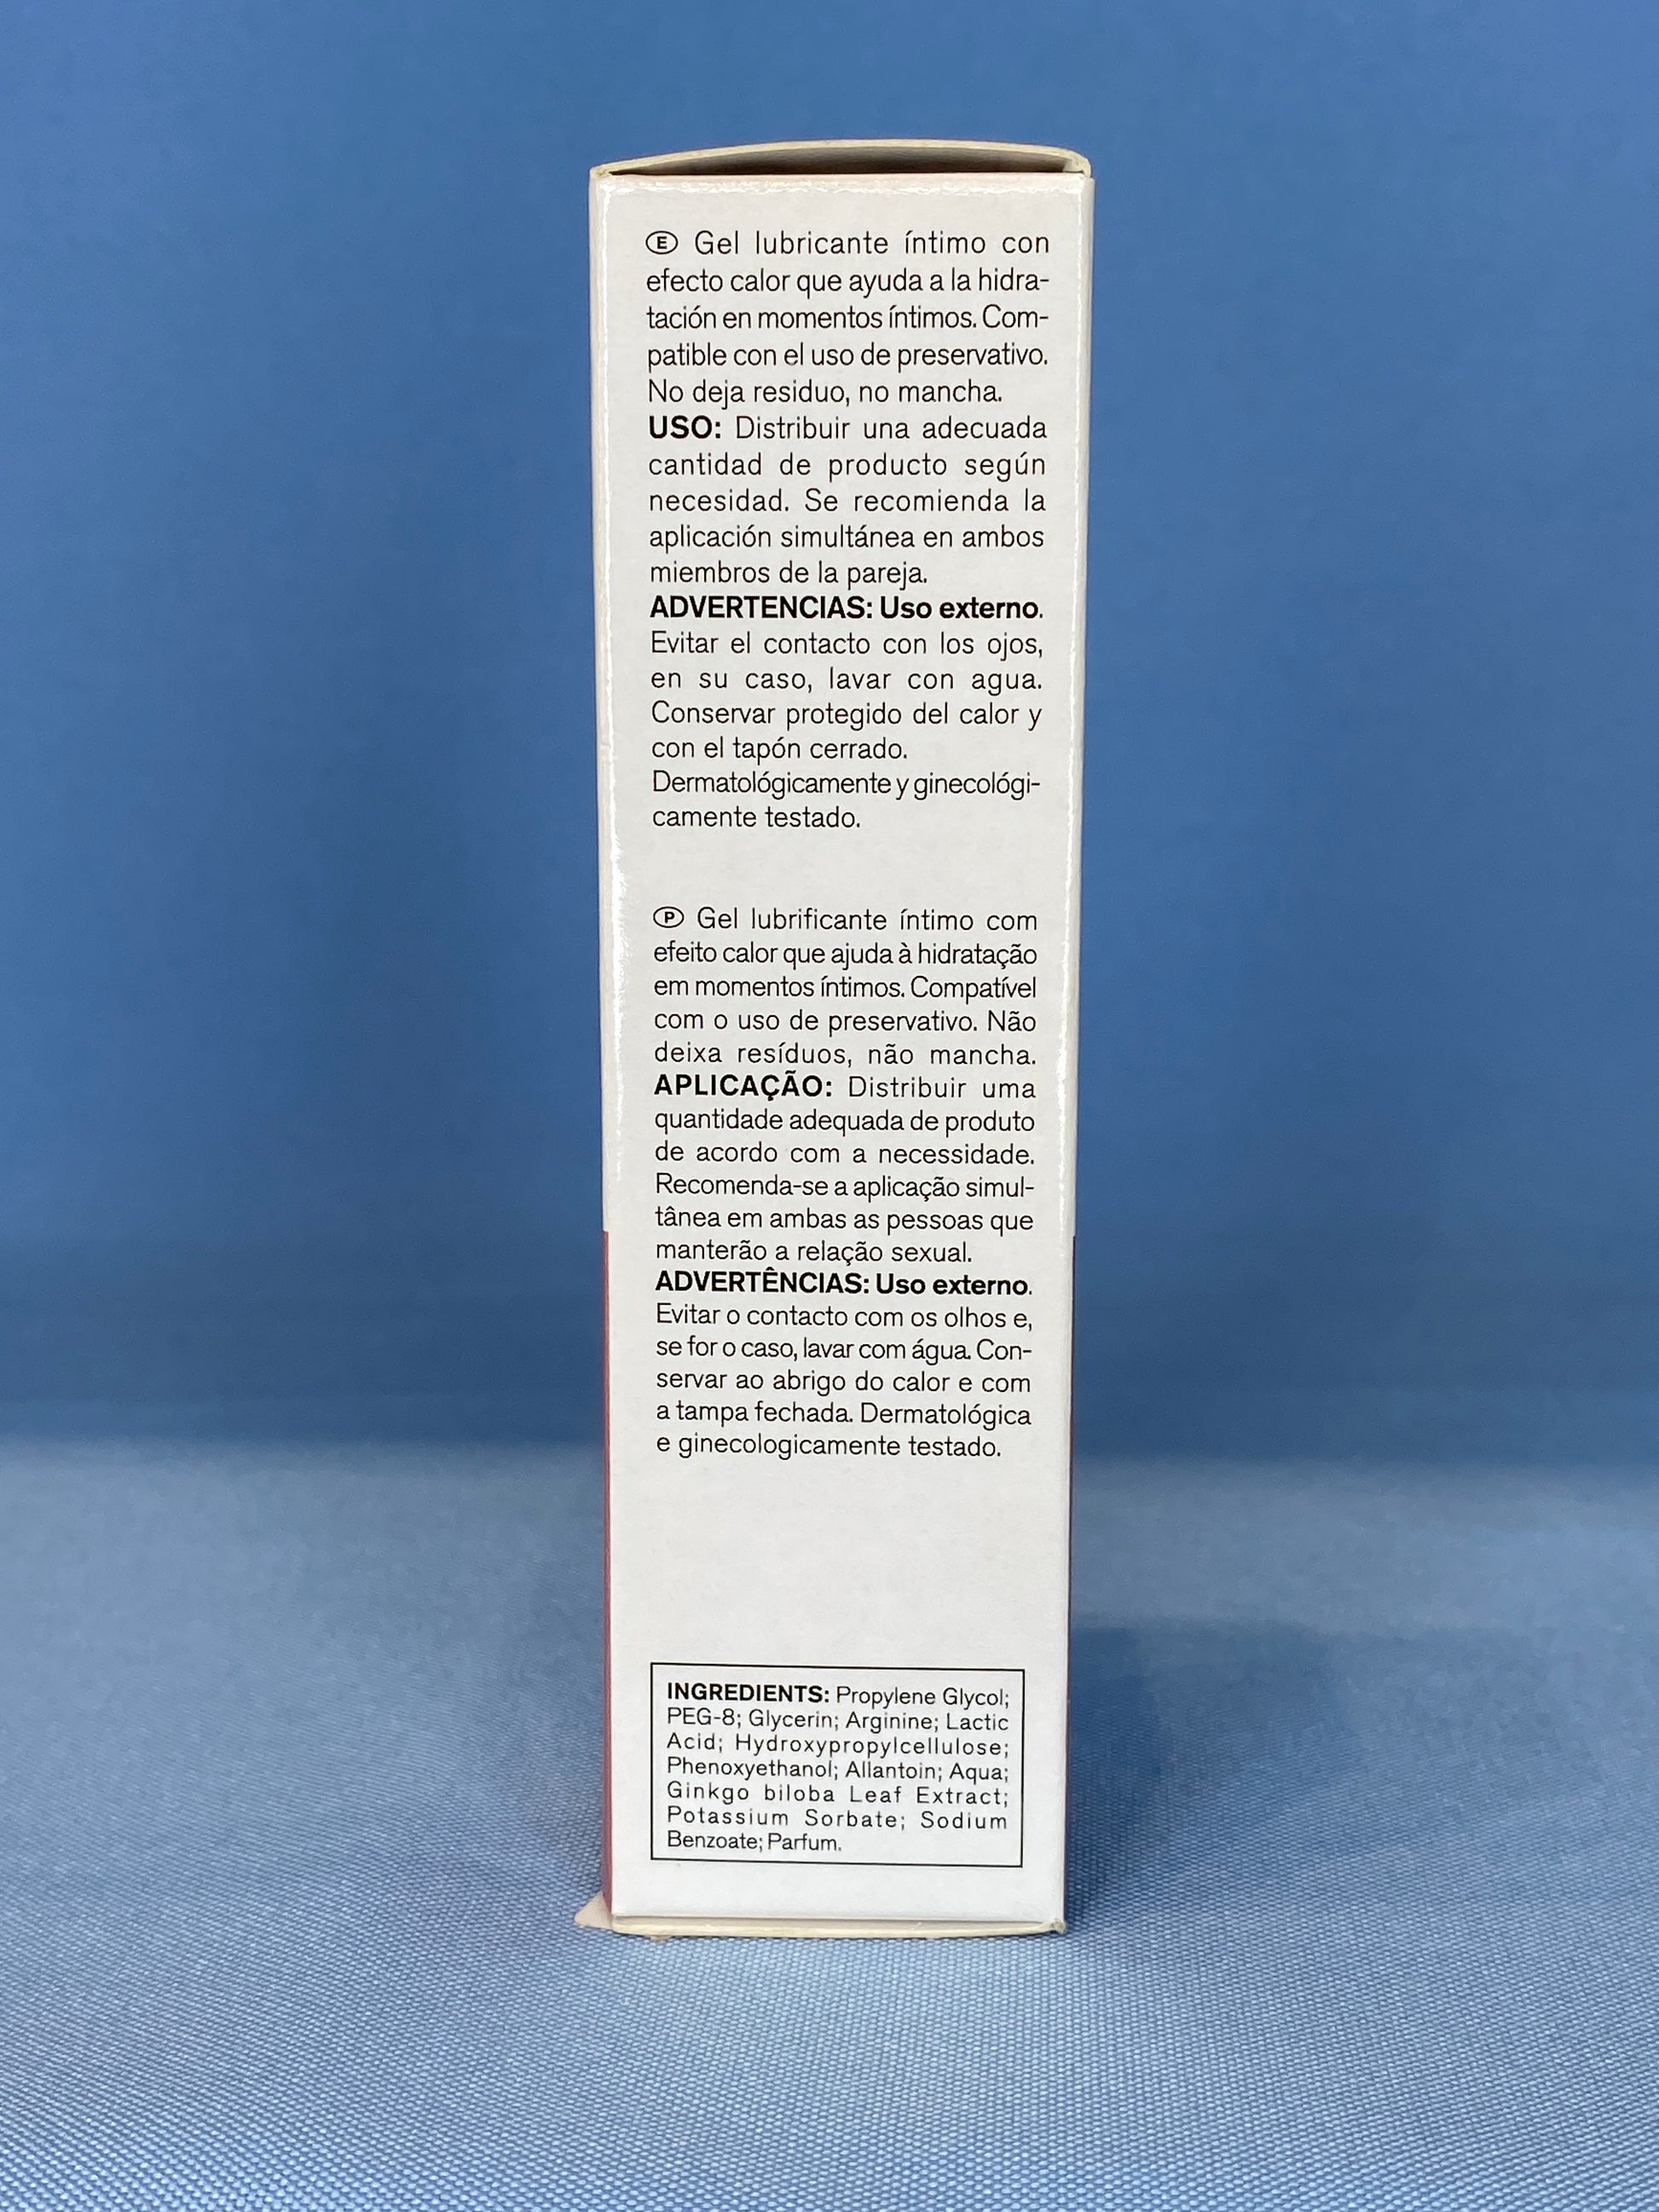 Ⓔ Gel lubricante íntimo con
efecto calor que ayuda a la hidra-
tación en momentos íntimos. Com-
patible con el uso de preservativo.
No deja residuo, no mancha.
USO: Distribuir una adecuada
cantidad de producto según
necesidad. Se recomienda la
aplicación simultánea en ambos
miembros de la pareja.
ADVERTENCIAS: Uso externo.
Evitar el contacto con los ojos,
en su caso, lavar con agua.
Conservar protegido del calor y
con el tapón cerrado.
Dermatológicamente y ginecológi-
camente testado.
Ⓟ Gel lubrificante íntimo com
efeito calor que ajuda à hidratação
em momentos íntimos. Compatível
com o uso de preservativo. Não
deixa resíduos, não mancha.
APLICAÇÃO: Distribuir uma
quantidade adequada de produto
de acordo com a necessidade.
Recomenda-se a aplicação simul-
tânea em ambas as pessoas que
manterão a relação sexual.
ADVERTÊNCIAS: Uso externo.
Evitar o contacto com os olhos e,
se for o caso, lavar com água. Con-
servar ao abrigo do calor e com
a tampa fechada. Dermatológica
e ginecologicamente testado.
INGREDIENTS: Propylene Glycol;
PEG-8; Glycerin; Arginine; Lactic
Acid; Hydroxypropylcellulose;
Phenoxyethanol; Allantoin; Aqua;
Ginkgo biloba Leaf Extract;
Potassium Sorbate; Sodium
Benzoate; Parfum.